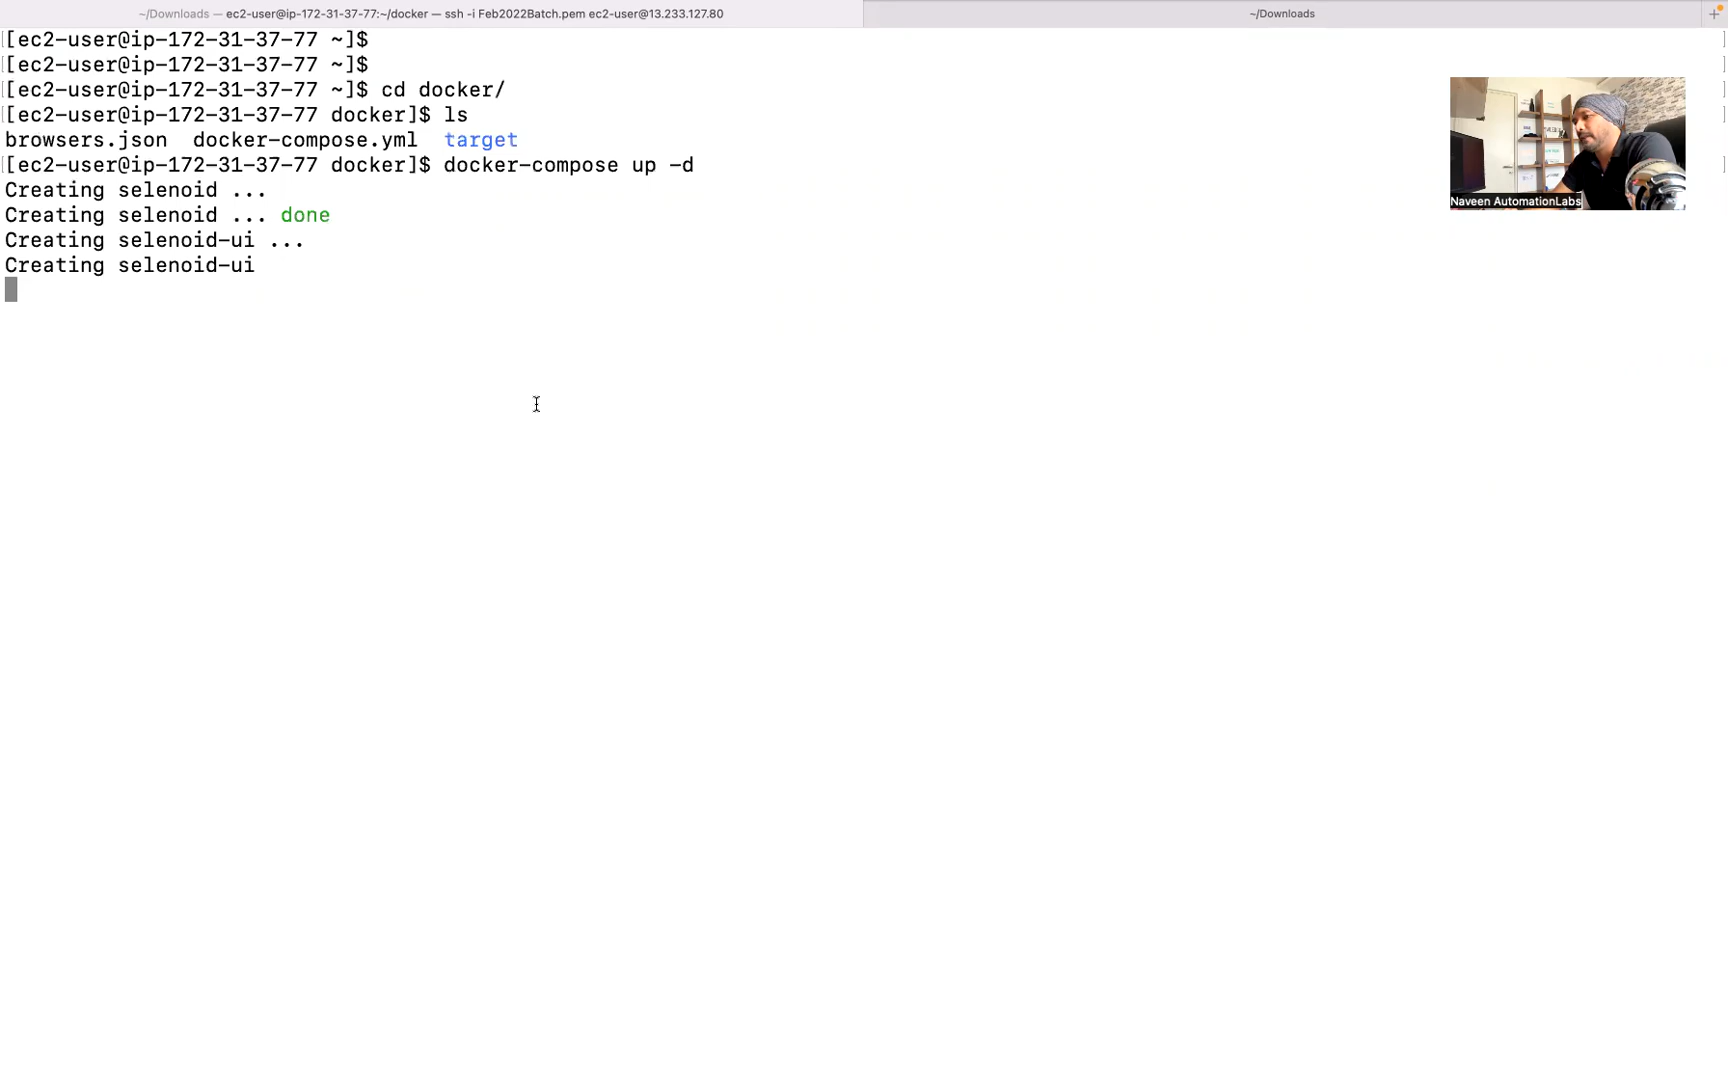 ~/Downloads — ec2-user@ip-172-31-37-77:~/docker — ssh -i Feb2022Batch.pem ec2-user@13.233.127.80
~/Downloads
+
[ec2-user@ip-172-31-37-77 ~]$
[ec2-user@ip-172-31-37-77 ~]$
[ec2-user@ip-172-31-37-77 ~]$ cd docker/
[ec2-user@ip-172-31-37-77 docker]$ ls
browsers.json docker-compose.yml target
[ec2-user@ip-172-31-37-77 docker]$ docker-compose up -d
Creating selenoid ...
Creating selenoid ... done
Creating selenoid-ui ...
Creating selenoid-ui
Naveen AutomationLabs